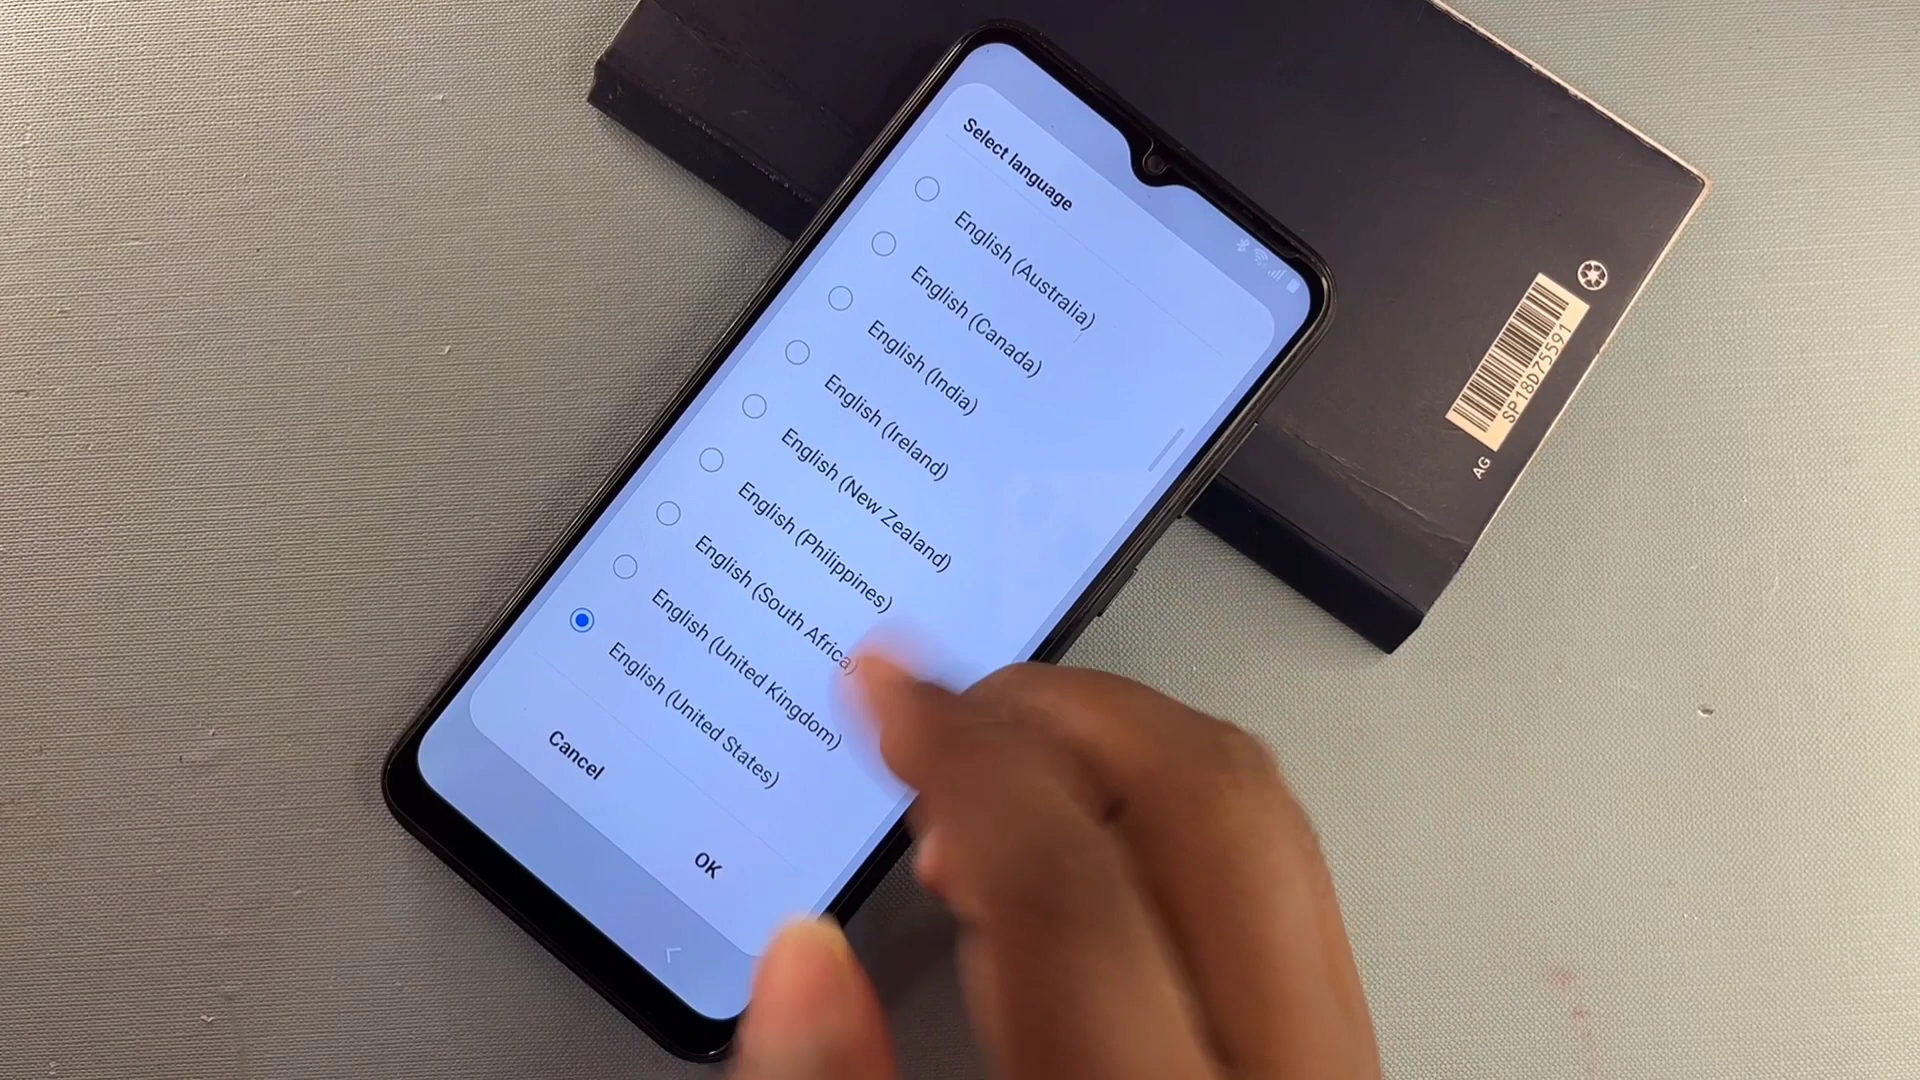 Select language
English (Australia)
English (Canada)
English (India)
English (Ireland)
English (New Zealand)
English (Philippines)
English (South Africa)
English (United Kingdom)
English (United States)
Cancel
OK
SP18D75591
AG